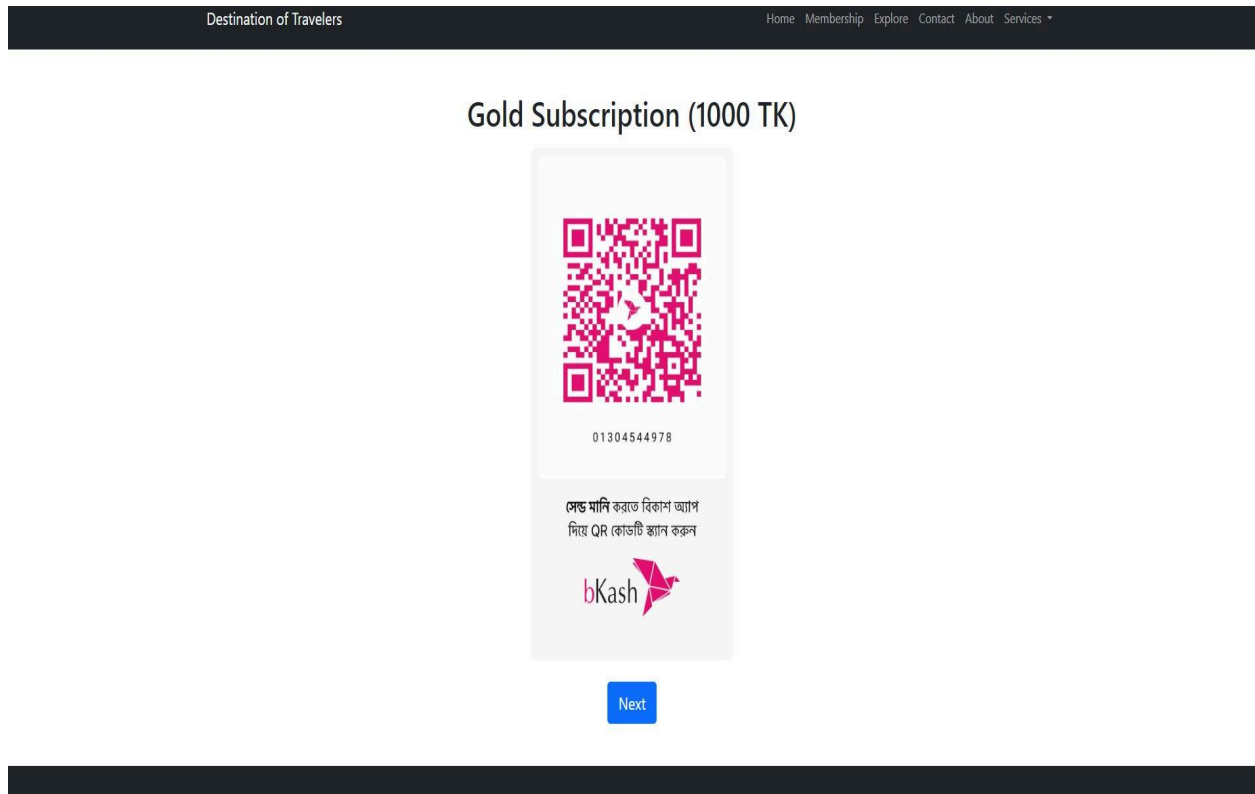 Destination of Travelers
Home Membership Explore Contact About Services
Gold Subscription (1000 TK)
01304544978
সেন্ড মানি করতে বিকাশ অ্যাপ
দিয়ে QR কোডটি স্ক্যান করুন
bKash
Next